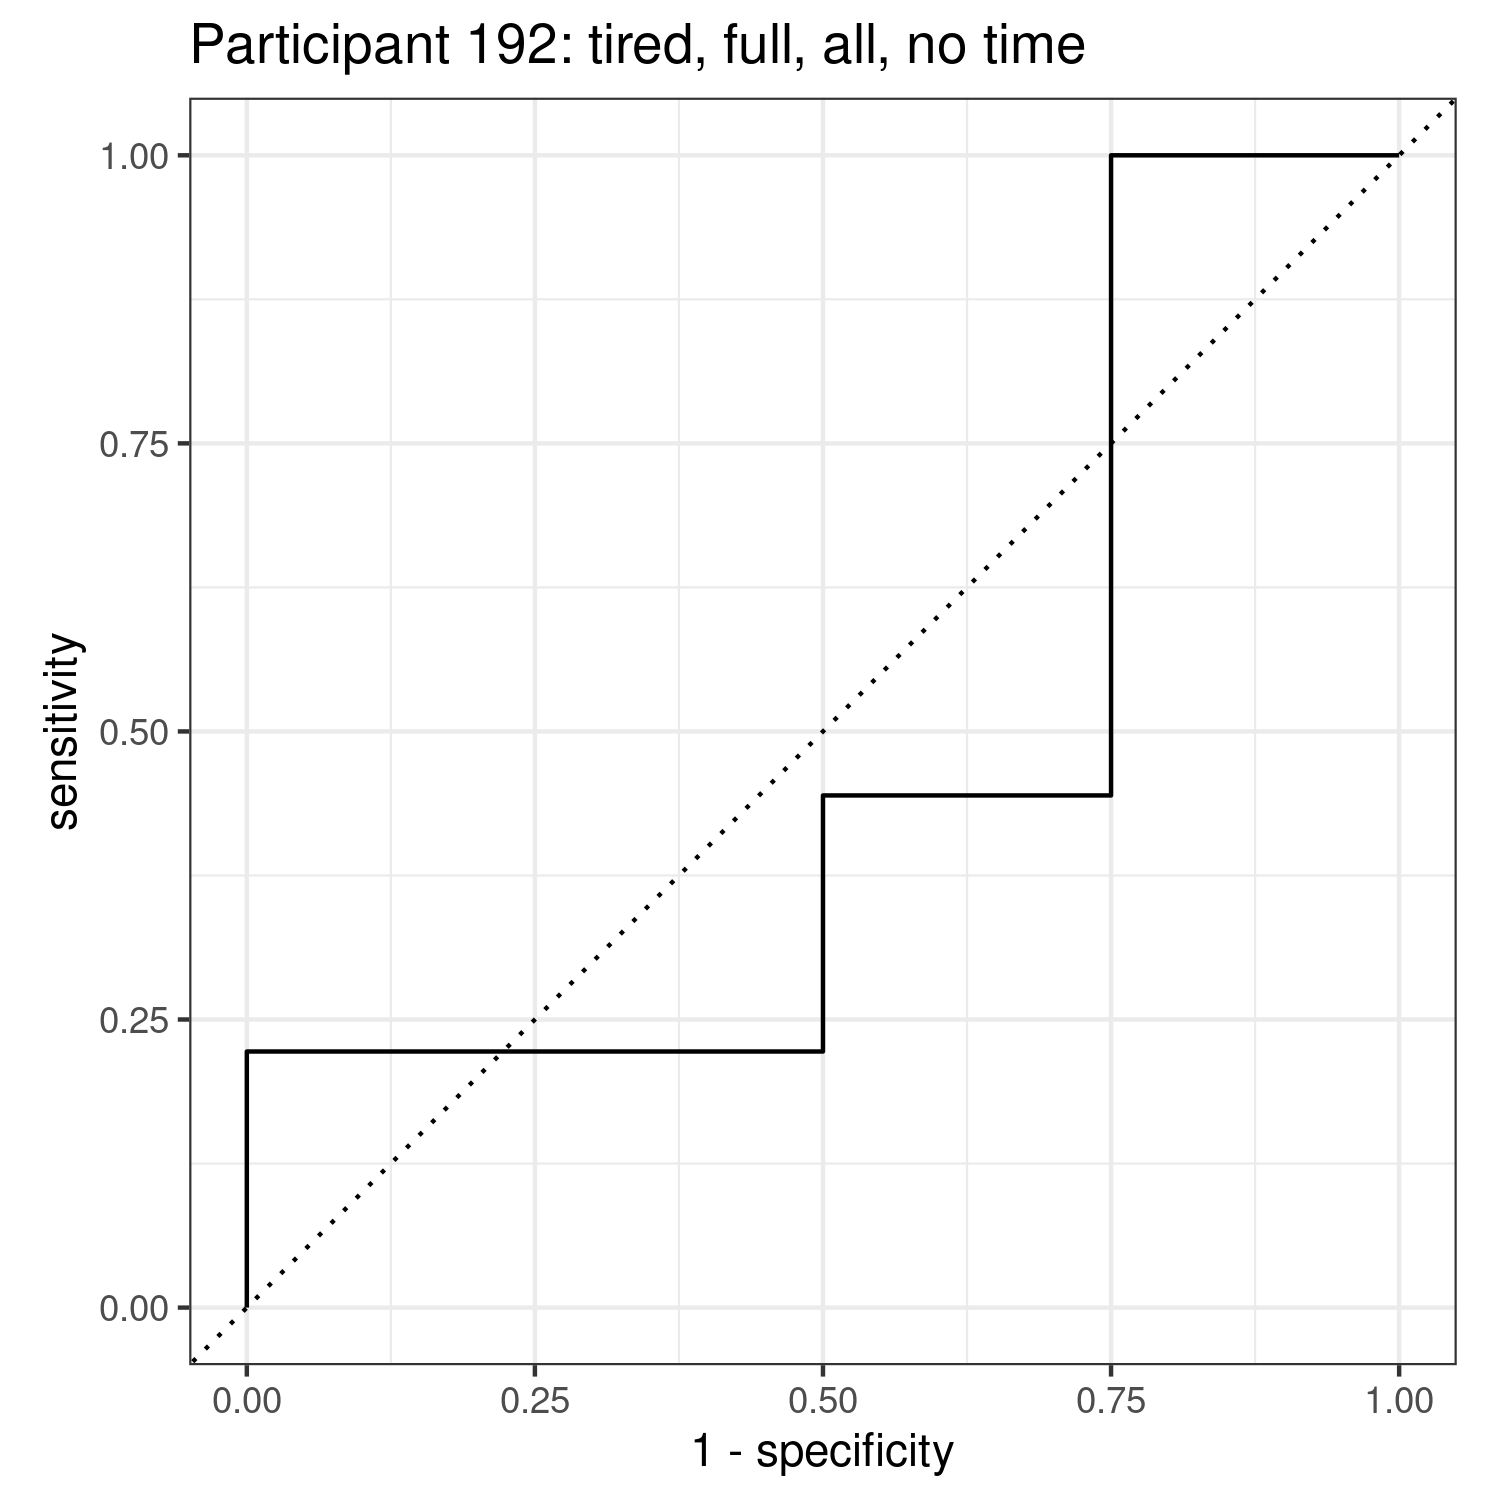 Participant 192: tired, full, all, no time
1.00
0.75
0.50
0.25
0.00
sensitivity
0.00 0.25 0.50 0.75 1.00
1 - specificity